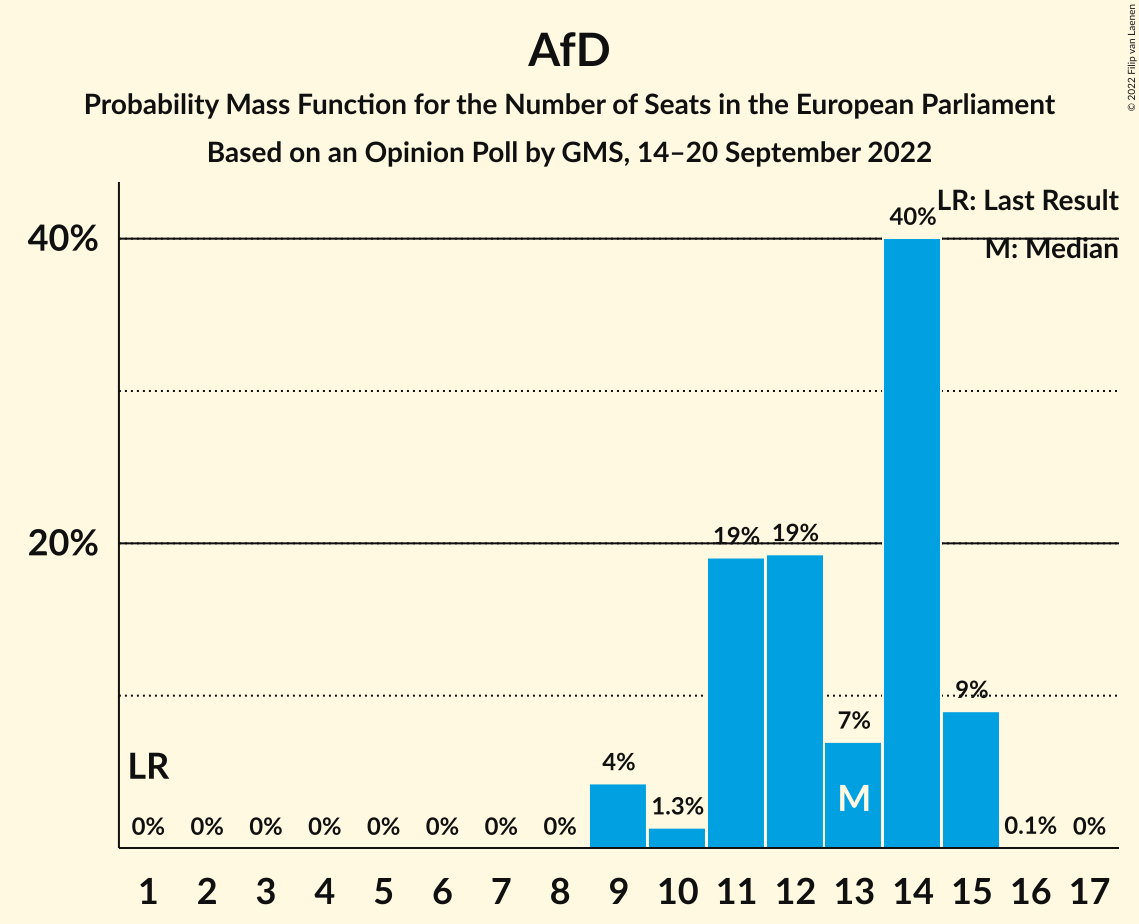 AfD
Probability Mass Function for the Number of Seats in the European Parliament
Based on an Opinion Poll by GMS, 14–20 September 2022
© 2022 Filip van Laenen
LR: Last Result
M: Median
40%
20%
40%
19% 19%
9%
7%
4%
1.3%
LR
M
0% 0% 0% 0% 0% 0% 0% 0% 0.1% 0%
1 2 3 4 5 6 7 8 9 10 11 12 13 14 15 16 17